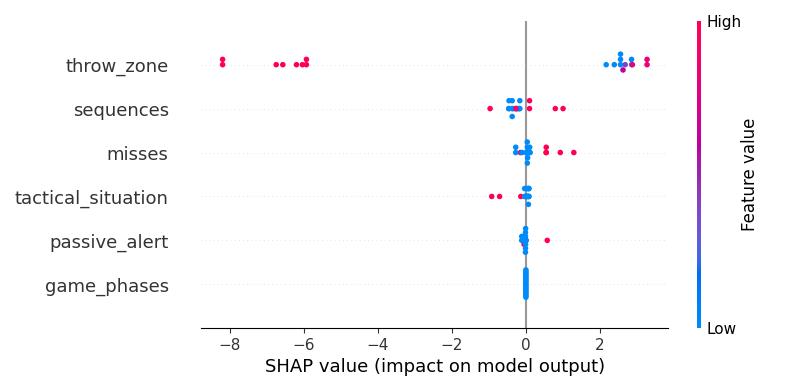 High
throw_zone
sequences
misses
tactical_situation
passive_alert
game_phases
Feature value
Low
−8 −6 −4 −2 0 2
SHAP value (impact on model output)